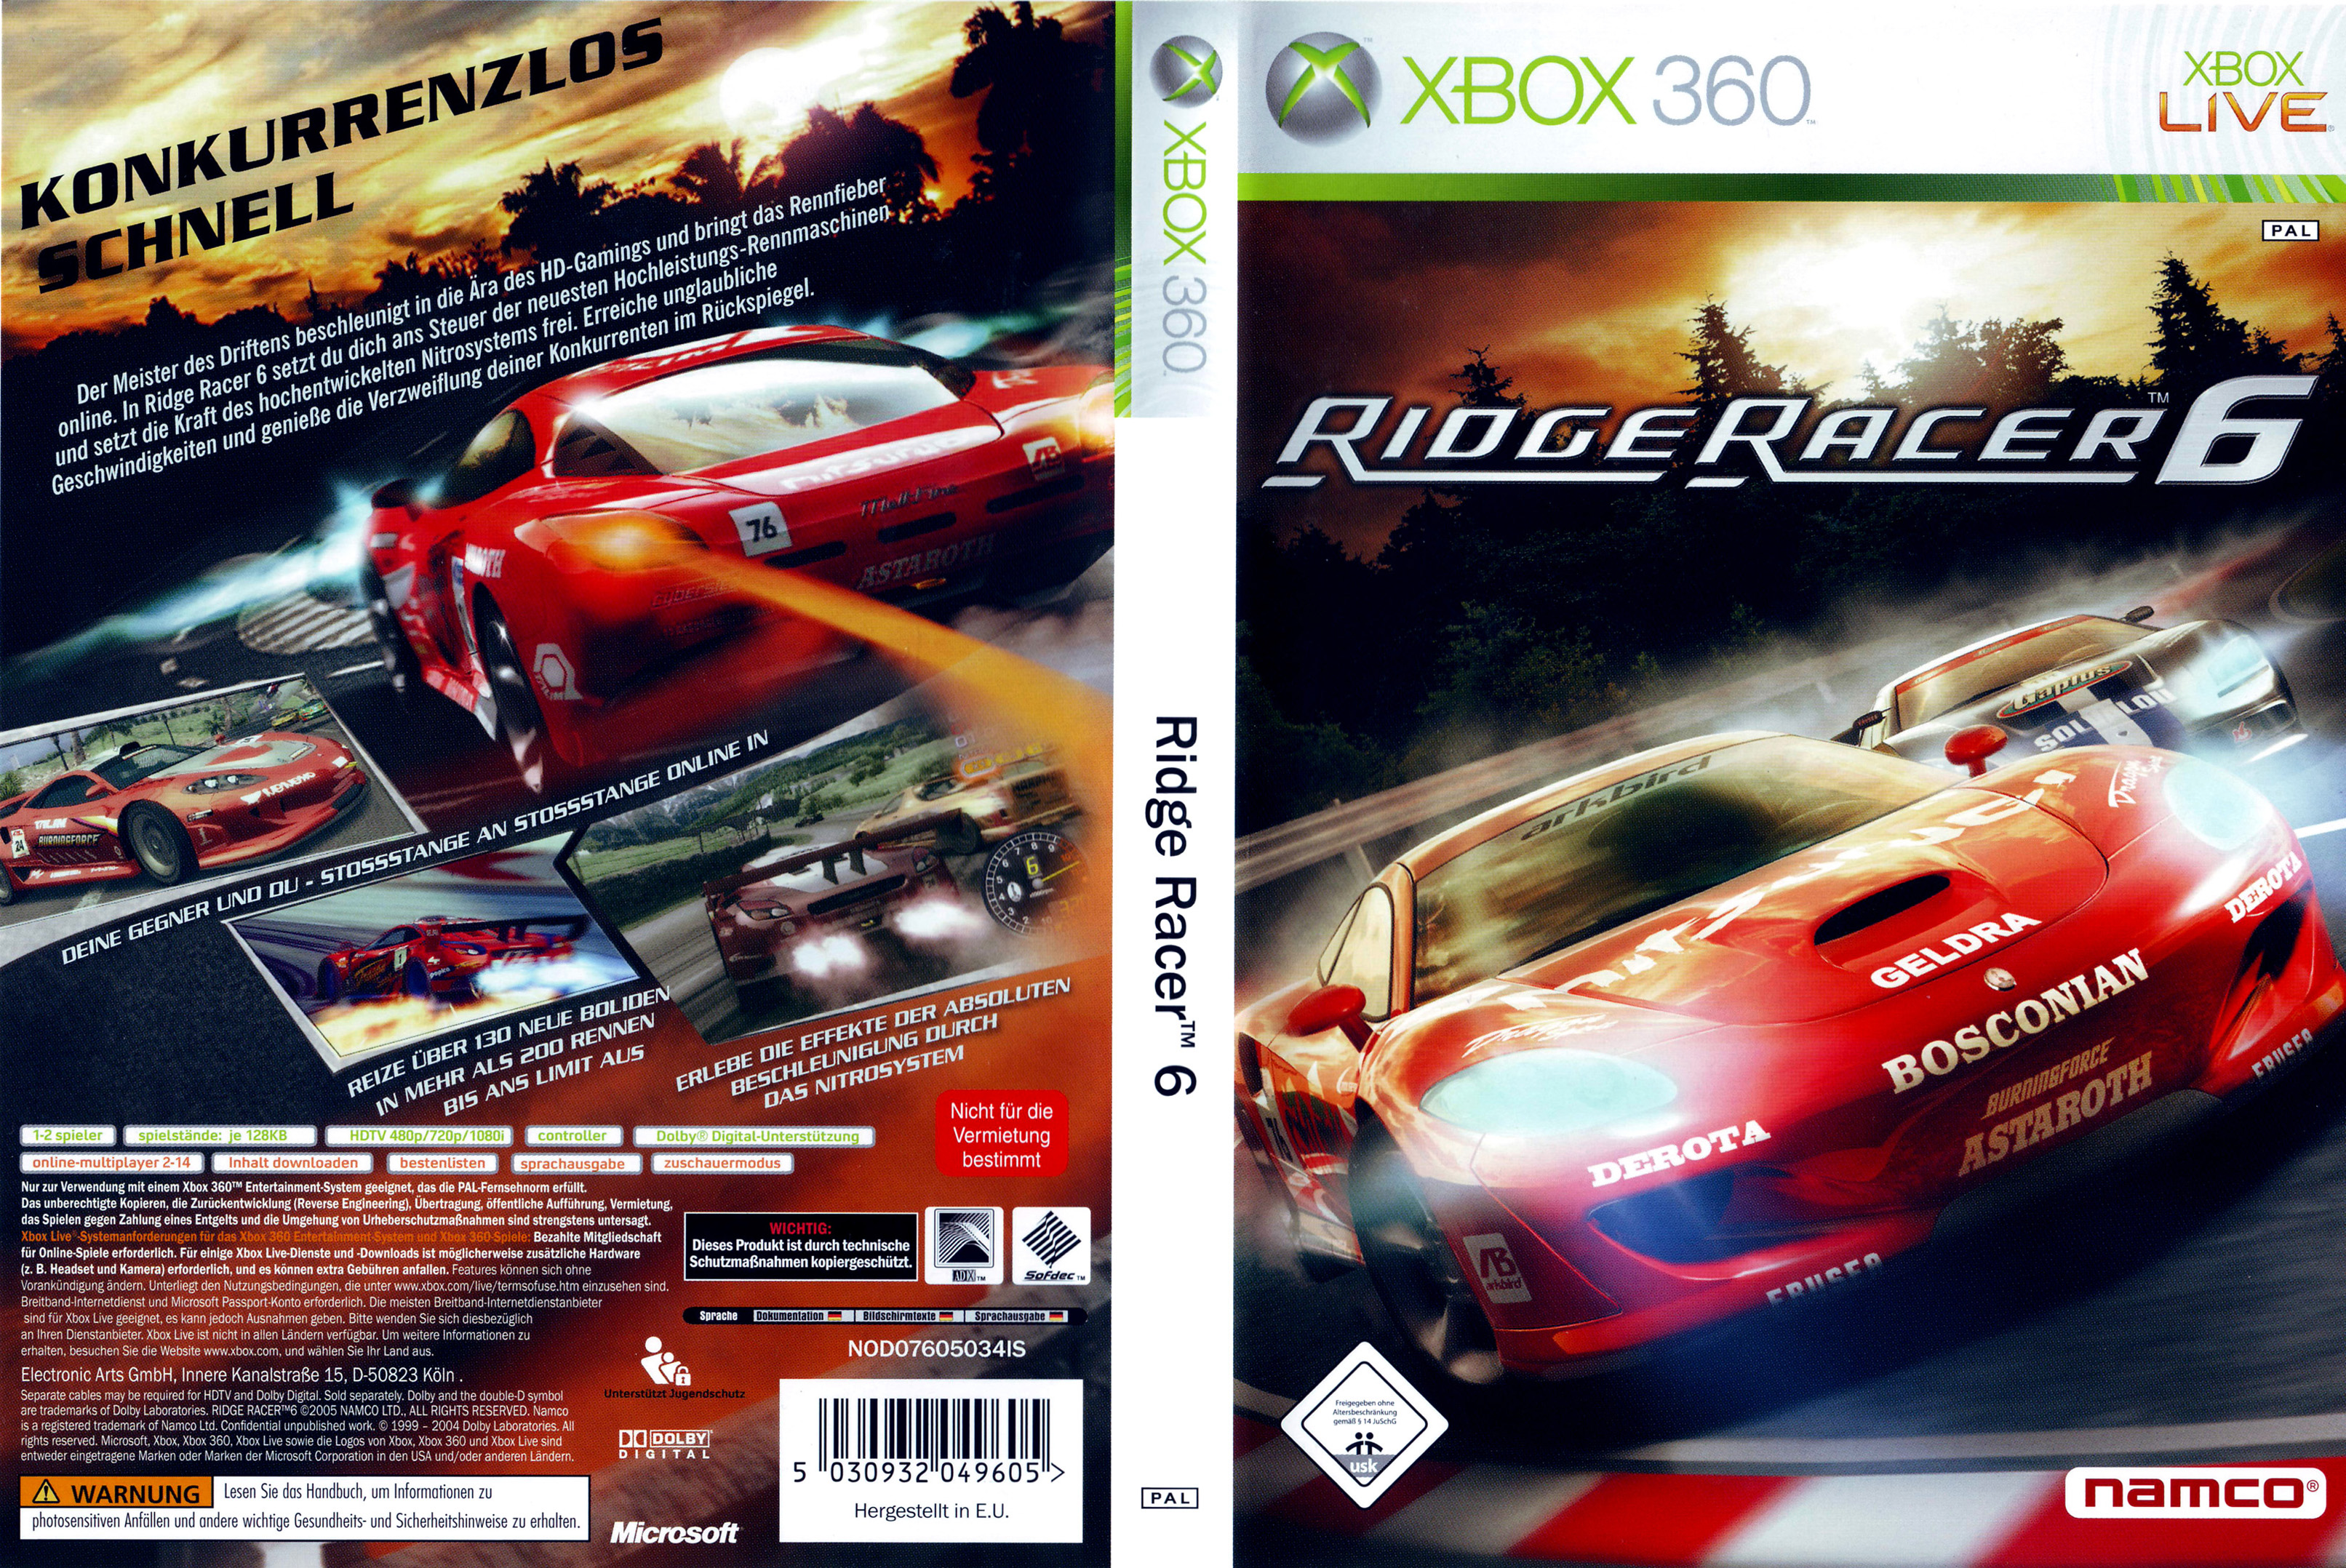 KONKURRENZLOS
SCHNELL
Der Meister des Driftens beschleunigt in die Ära des HD-Gamings und bringt das Rennfieber
online. In Ridge Racer 6 setzt du dich ans Steuer der neuesten Hochleistungs-Rennmaschinen
und setzt die Kraft des hochentwickelten Nitrosystems frei. Erreiche unglaubliche
Geschwindigkeiten und genieße die Verzweiflung deiner Konkurrenten im Rückspiegel.
76
ASTAROTH
DEINE GEGNER UND DU - STOSSSTANGE AN STOSSSTANGE ONLINE IN
24
BURNINGFORCE
6
REIZE ÜBER 130 NEUE BOLIDEN
IN MEHR ALS 200 RENNEN
BIS ANS LIMIT AUS
ERLEBE DIE EFFEKTE DER ABSOLUTEN
BESCHLEUNIGUNG DURCH
DAS NITROSYSTEM
Nicht für die
Vermietung
bestimmt
1-2 spieler
spielstände: je 128KB
HDTV 480p/720p/1080i
controller
Dolby® Digital-Unterstützung
online-multiplayer 2-14
Inhalt downloaden
bestenlisten
sprachausgabe
zuschauermodus
Nur zur Verwendung mit einem Xbox 360™ Entertainment-System geeignet, das die PAL-Fernsehnorm erfüllt.
Das unberechtigte Kopieren, die Zurückentwicklung (Reverse Engineering), Übertragung, öffentliche Aufführung, Vermietung,
das Spielen gegen Zahlung eines Entgelts und die Umgehung von Urheberschutzmaßnahmen sind strengstens untersagt.
Xbox Live®-Systemanforderungen für das Xbox 360 Entertainment-System und Xbox 360-Spiele: Bezahlte Mitgliedschaft
für Online-Spiele erforderlich. Für einige Xbox Live-Dienste und -Downloads ist möglicherweise zusätzliche Hardware
(z. B. Headset und Kamera) erforderlich, und es können extra Gebühren anfallen. Features können sich ohne
Vorankündigung ändern. Unterliegt den Nutzungsbedingungen, die unter www.xbox.com/live/termsofuse.htm einzusehen sind.
Breitband-Internetdienst und Microsoft Passport-Konto erforderlich. Die meisten Breitband-Internetdienstanbieter
sind für Xbox Live geeignet, es kann jedoch Ausnahmen geben. Bitte wenden Sie sich diesbezüglich
an Ihren Dienstanbieter. Xbox Live ist nicht in allen Ländern verfügbar. Um weitere Informationen zu
erhalten, besuchen Sie die Website www.xbox.com, und wählen Sie Ihr Land aus.
Electronic Arts GmbH, Innere Kanalstraße 15, D-50823 Köln .
Separate cables may be required for HDTV and Dolby Digital. Sold separately. Dolby and the double-D symbol
are trademarks of Dolby Laboratories. RIDGE RACER™6 ©2005 NAMCO LTD., ALL RIGHTS RESERVED. Namco
is a registered trademark of Namco Ltd. Confidential unpublished work. © 1999 – 2004 Dolby Laboratories. All
rights reserved. Microsoft, Xbox, Xbox 360, Xbox Live sowie die Logos von Xbox, Xbox 360 und Xbox Live sind
entweder eingetragene Marken oder Marken der Microsoft Corporation in den USA und/oder anderen Ländern.
WARNUNG Lesen Sie das Handbuch, um Informationen zu
photosensitiven Anfällen und andere wichtige Gesundheits- und Sicherheitshinweise zu erhalten.
WICHTIG:
Dieses Produkt ist durch technische
Schutzmaßnahmen kopiergeschützt.
ADX™
Sofdec™
Sprache Dokumentation Bildschirmtexte Sprachausgabe
NOD07605034IS
Unterstützt Jugendschutz
DOLBY
DIGITAL
Microsoft
5 030932 049605 >
Hergestellt in E.U.
XBOX 360
Ridge Racer™ 6
PAL
XBOX 360™
XBOX
LIVE
PAL
RIDGE RACER™ 6
Galplus
SOLVALOU
arkbird
Dragon
GELDRA
BOSCONIAN
BURNINGFORCE
ASTAROTH
DEROTA
DEROTA
arkbird
Freigegeben ohne
Altersbeschränkung
gemäß § 14 JuSchG
usk
namco®